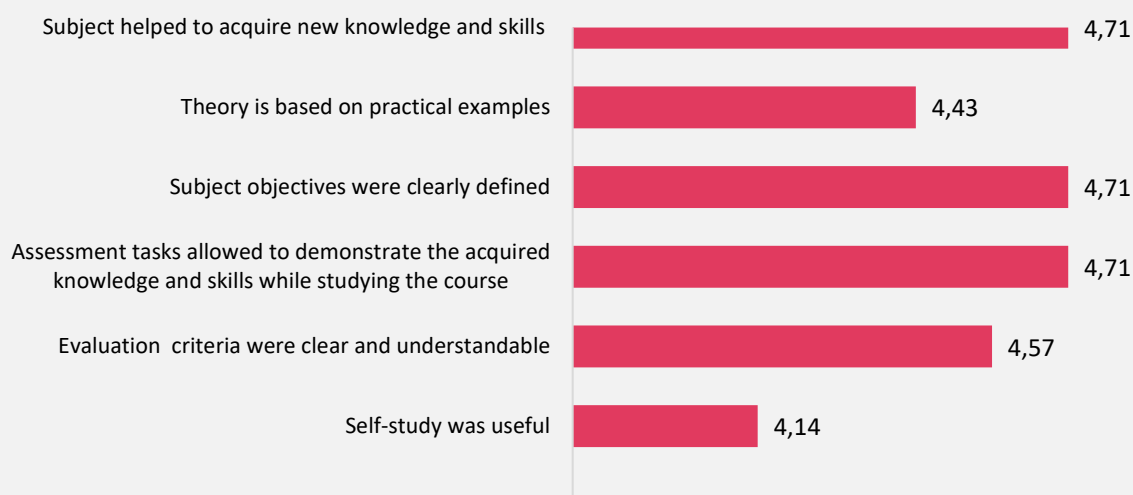 Subject helped to acquire new knowledge and skills 4,71
Theory is based on practical examples 4,43
Subject objectives were clearly defined 4,71
Assessment tasks allowed to demonstrate the acquired
knowledge and skills while studying the course 4,71
Evaluation criteria were clear and understandable 4,57
Self-study was useful 4,14